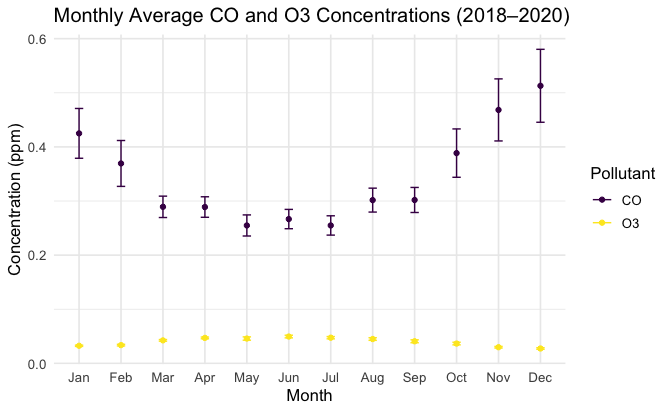 Monthly Average CO and O3 Concentrations (2018–2020)
Concentration (ppm)
0.6
0.4
0.2
0.0
Jan Feb Mar Apr May Jun Jul Aug Sep Oct Nov Dec
Month
Pollutant
CO
O3